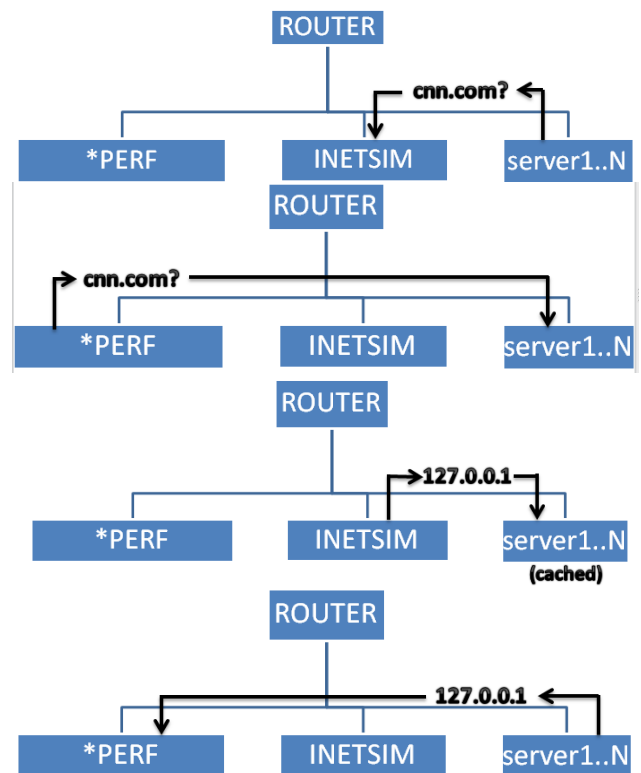 ROUTER
cnn.com?
*PERF INETSIM server1..N
ROUTER
cnn.com?
*PERF INETSIM server1..N
ROUTER
127.0.0.1
*PERF INETSIM server1..N
(cached)
ROUTER
127.0.0.1
*PERF INETSIM server1..N